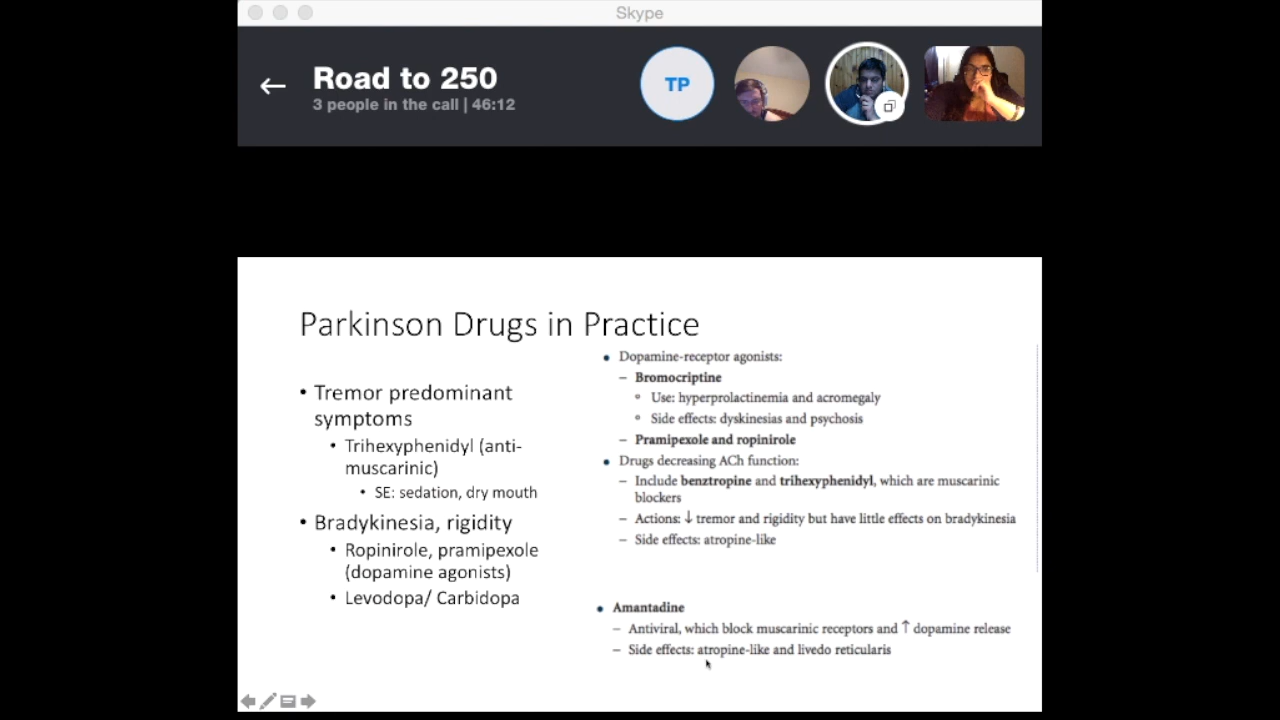 Skype
Road to 250
3 people in the call | 46:12
TP
Parkinson Drugs in Practice
• Tremor predominant
symptoms
• Trihexyphenidyl (anti-
muscarinic)
• SE: sedation, dry mouth
• Bradykinesia, rigidity
• Ropinirole, pramipexole
(dopamine agonists)
• Levodopa/ Carbidopa
• Dopamine-receptor agonists:
– Bromocriptine
° Use: hyperprolactinemia and acromegaly
° Side effects: dyskinesias and psychosis
– Pramipexole and ropinirole
• Drugs decreasing ACh function:
– Include benztropine and trihexyphenidyl, which are muscarinic
blockers
– Actions: ↓ tremor and rigidity but have little effects on bradykinesia
– Side effects: atropine-like
• Amantadine
– Antiviral, which block muscarinic receptors and ↑ dopamine release
– Side effects: atropine-like and livedo reticularis